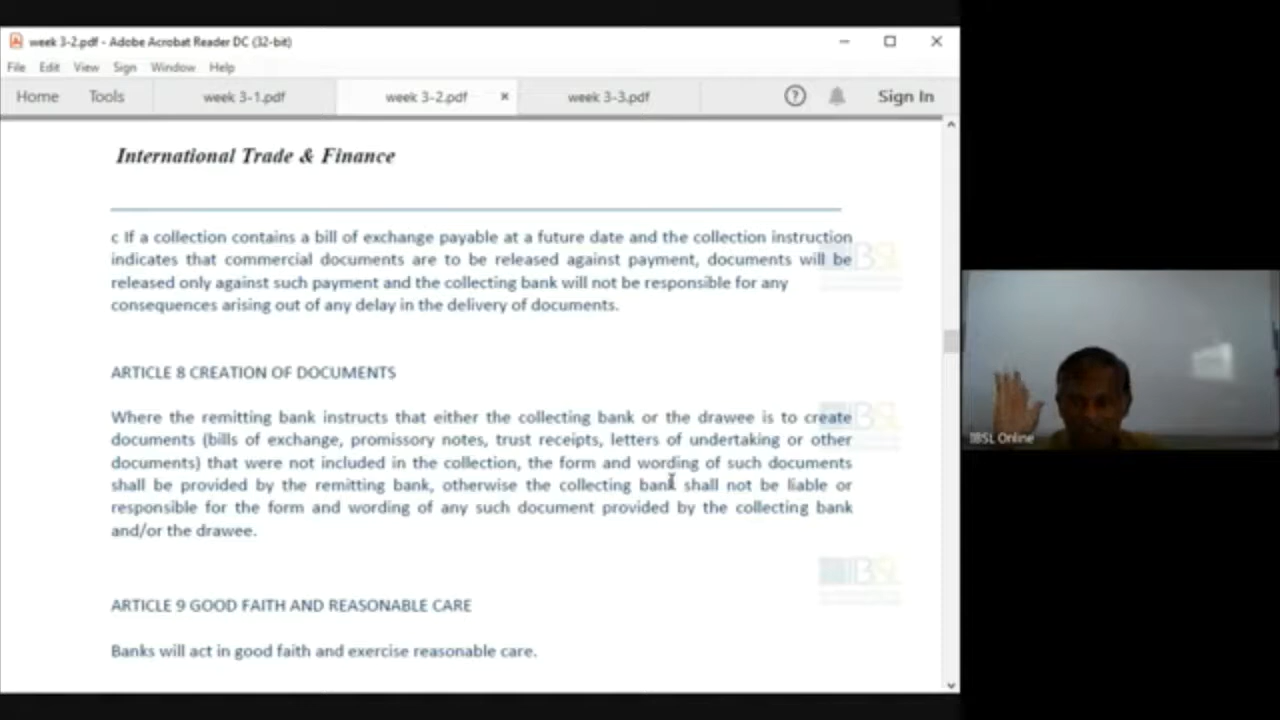 week 3-2.pdf - Adobe Acrobat Reader DC (32-bit)
File Edit View Sign Window Help
Home Tools week 3-1.pdf week 3-2.pdf × week 3-3.pdf ? Sign In
International Trade & Finance
c If a collection contains a bill of exchange payable at a future date and the collection instruction
indicates that commercial documents are to be released against payment, documents will be
released only against such payment and the collecting bank will not be responsible for any
consequences arising out of any delay in the delivery of documents.
ARTICLE 8 CREATION OF DOCUMENTS
Where the remitting bank instructs that either the collecting bank or the drawee is to create
documents (bills of exchange, promissory notes, trust receipts, letters of undertaking or other
documents) that were not included in the collection, the form and wording of such documents
shall be provided by the remitting bank, otherwise the collecting bank shall not be liable or
responsible for the form and wording of any such document provided by the collecting bank
and/or the drawee.
ARTICLE 9 GOOD FAITH AND REASONABLE CARE
Banks will act in good faith and exercise reasonable care.
IBSL Online